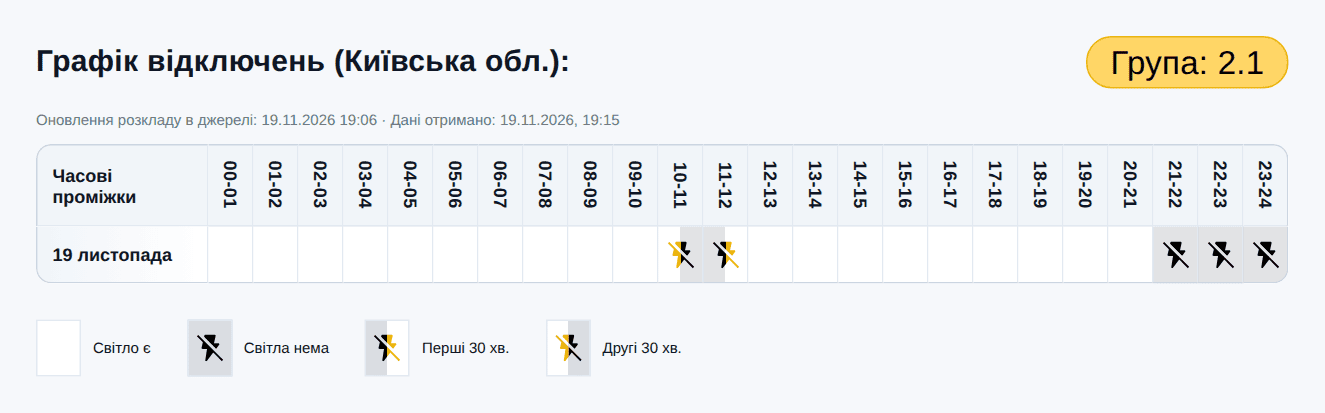 Графік відключень (Київська обл.):
Група: 2.1
Оновлення розкладу в джерелі: 19.11.2026 19:06 · Дані отримано: 19.11.2026, 19:15
Часові
проміжки
00-01
01-02
02-03
03-04
04-05
05-06
06-07
07-08
08-09
09-10
10-11
11-12
12-13
13-14
14-15
15-16
16-17
17-18
18-19
19-20
20-21
21-22
22-23
23-24
19 листопада
Світло є
Світла нема
Перші 30 хв.
Другі 30 хв.